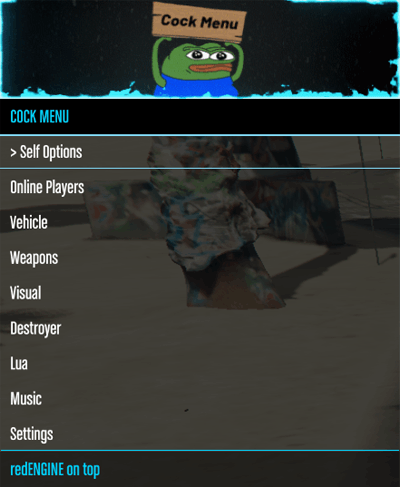 Cock Menu
COCK MENU
> Self Options
Online Players
Vehicle
Weapons
Visual
Destroyer
Lua
Music
Settings
redENGINE on top